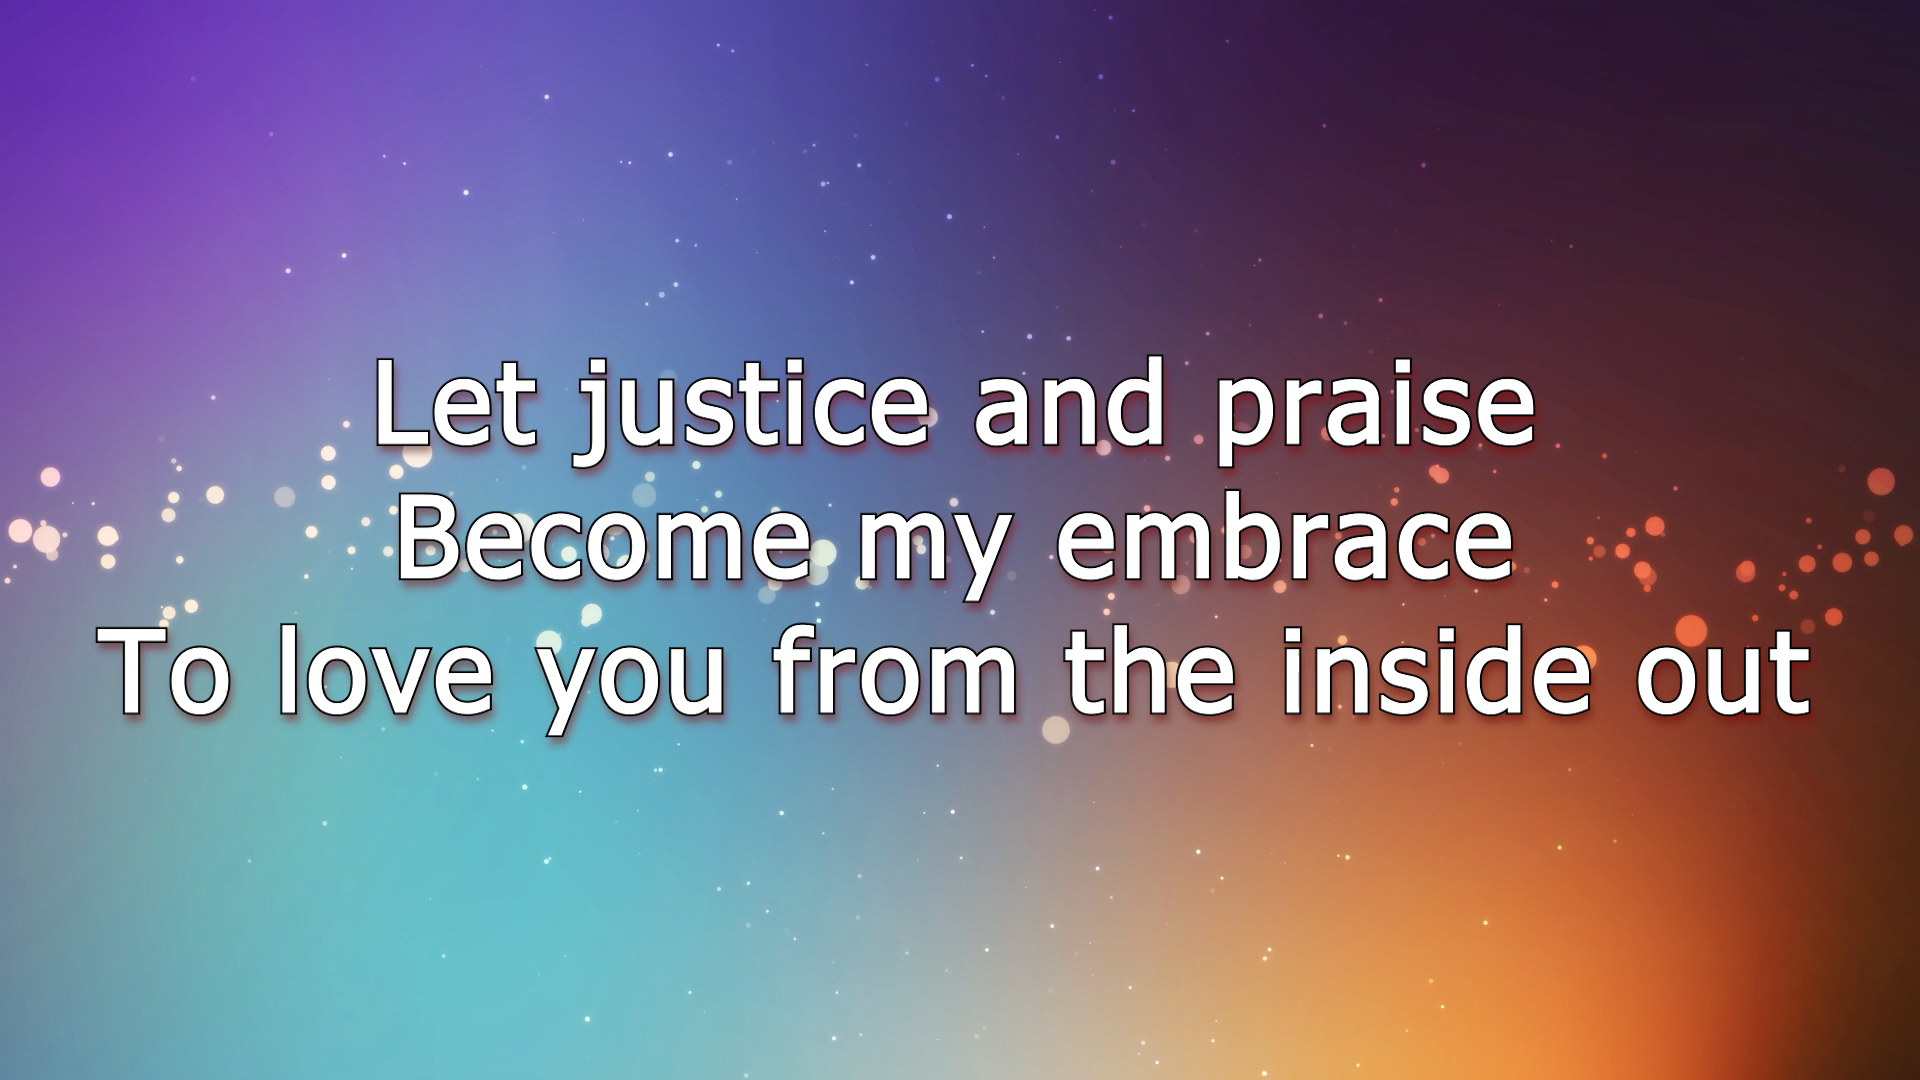 Let justice and praise
Become my embrace
To love you from the inside out